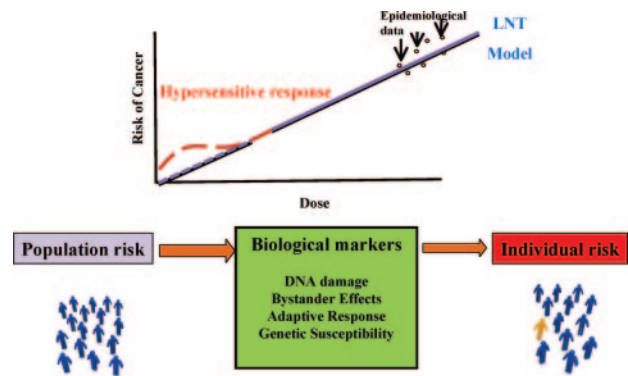 Epidemiological
data
LNT
Model
Hypersensitive response
Risk of Cancer
Dose
Population risk
Biological markers
DNA damage
Bystander Effects
Adaptive Response
Genetic Susceptibility
Individual risk